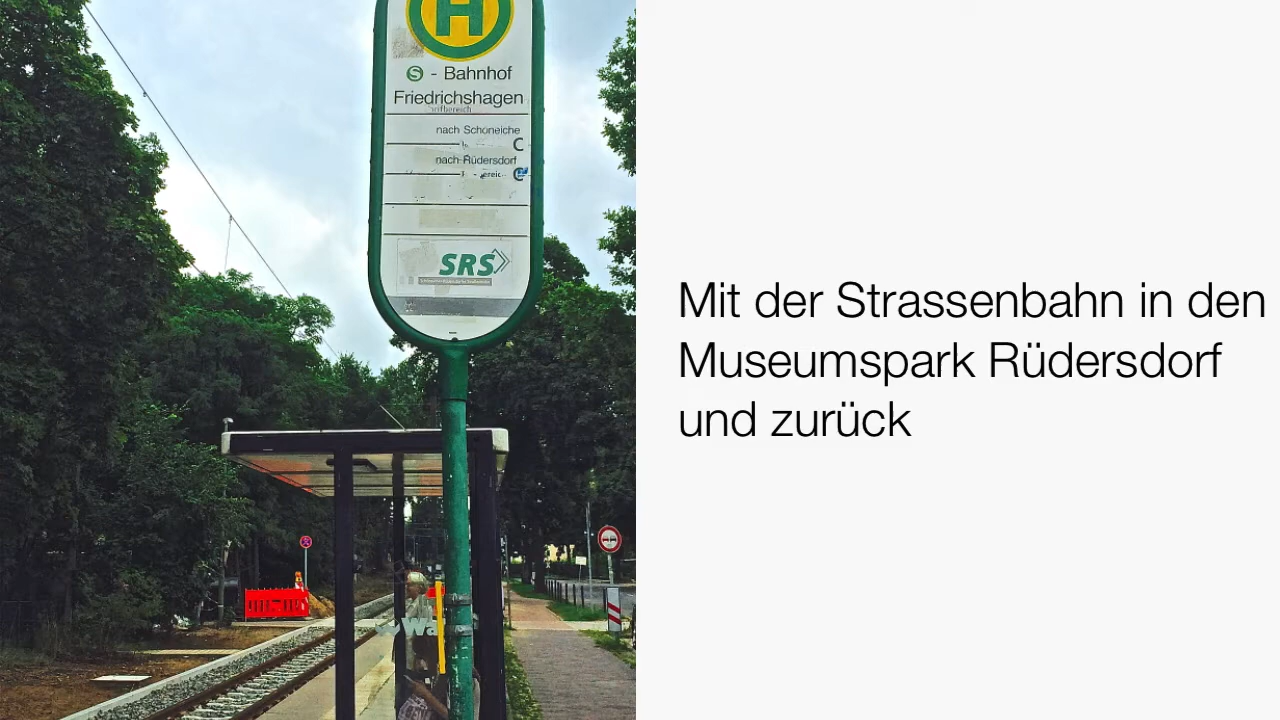 H
S - Bahnhof
Friedrichshagen
nach Schöneiche
C
nach Rüdersdorf
C
SRS
Mit der Strassenbahn in den
Museumspark Rüdersdorf
und zurück